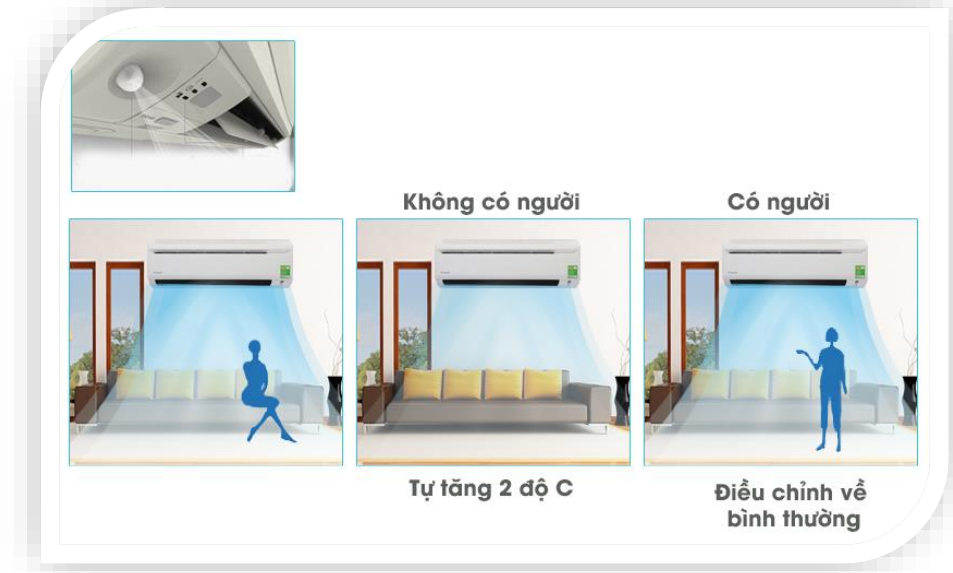 Không có người
Có người
Tự tăng 2 độ C
Điều chỉnh về
bình thường